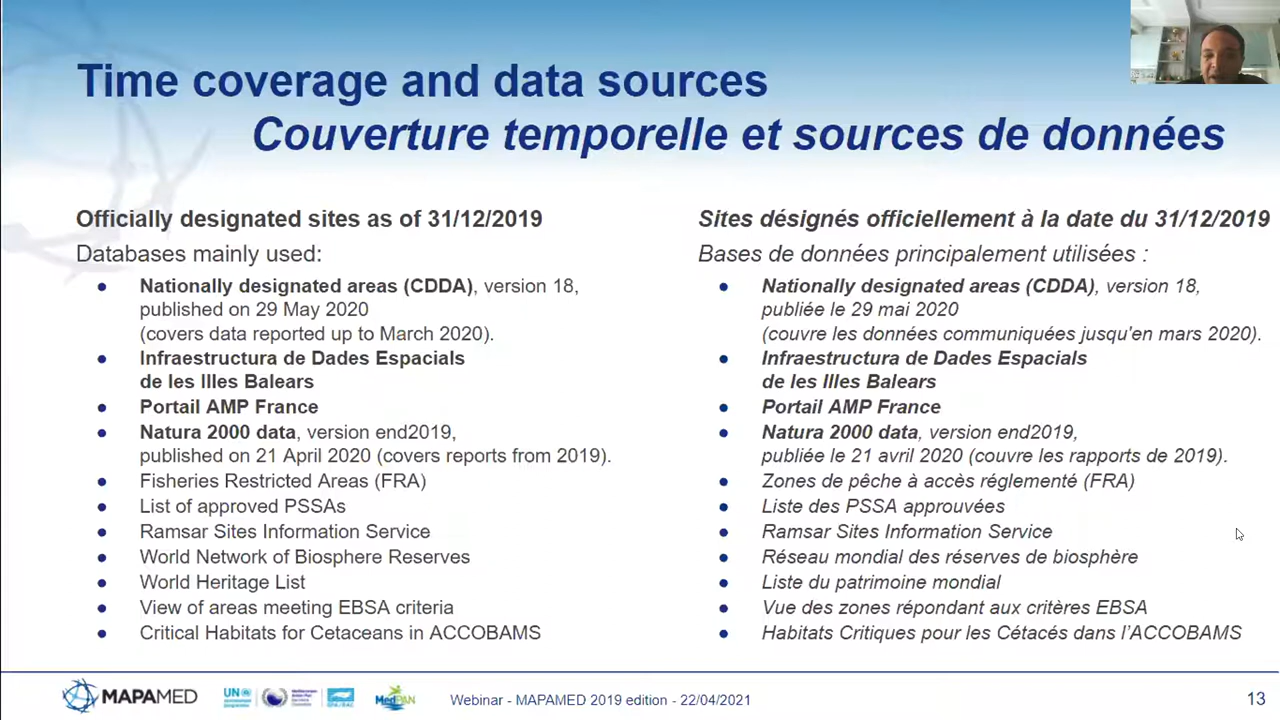 Time coverage and data sources
Couverture temporelle et sources de données
Officially designated sites as of 31/12/2019
Databases mainly used:
● Nationally designated areas (CDDA), version 18,
published on 29 May 2020
(covers data reported up to March 2020).
● Infraestructura de Dades Espacials
de les Illes Balears
● Portail AMP France
● Natura 2000 data, version end2019,
published on 21 April 2020 (covers reports from 2019).
● Fisheries Restricted Areas (FRA)
● List of approved PSSAs
● Ramsar Sites Information Service
● World Network of Biosphere Reserves
● World Heritage List
● View of areas meeting EBSA criteria
● Critical Habitats for Cetaceans in ACCOBAMS
Sites désignés officiellement à la date du 31/12/2019
Bases de données principalement utilisées :
● Nationally designated areas (CDDA), version 18,
publiée le 29 mai 2020
(couvre les données communiquées jusqu'en mars 2020).
● Infraestructura de Dades Espacials
de les Illes Balears
● Portail AMP France
● Natura 2000 data, version end2019,
publiée le 21 avril 2020 (couvre les rapports de 2019).
● Zones de pêche à accès réglementé (FRA)
● Liste des PSSA approuvées
● Ramsar Sites Information Service
● Réseau mondial des réserves de biosphère
● Liste du patrimoine mondial
● Vue des zones répondant aux critères EBSA
● Habitats Critiques pour les Cétacés dans l'ACCOBAMS
MAPAMED
UN
MedPAN
Webinar - MAPAMED 2019 edition - 22/04/2021
13